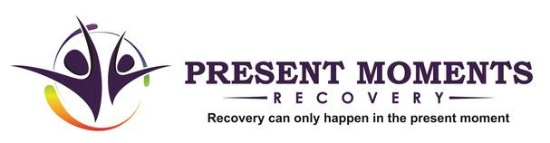 PRESENT MOMENTS
RECOVERY
Recovery can only happen in the present moment